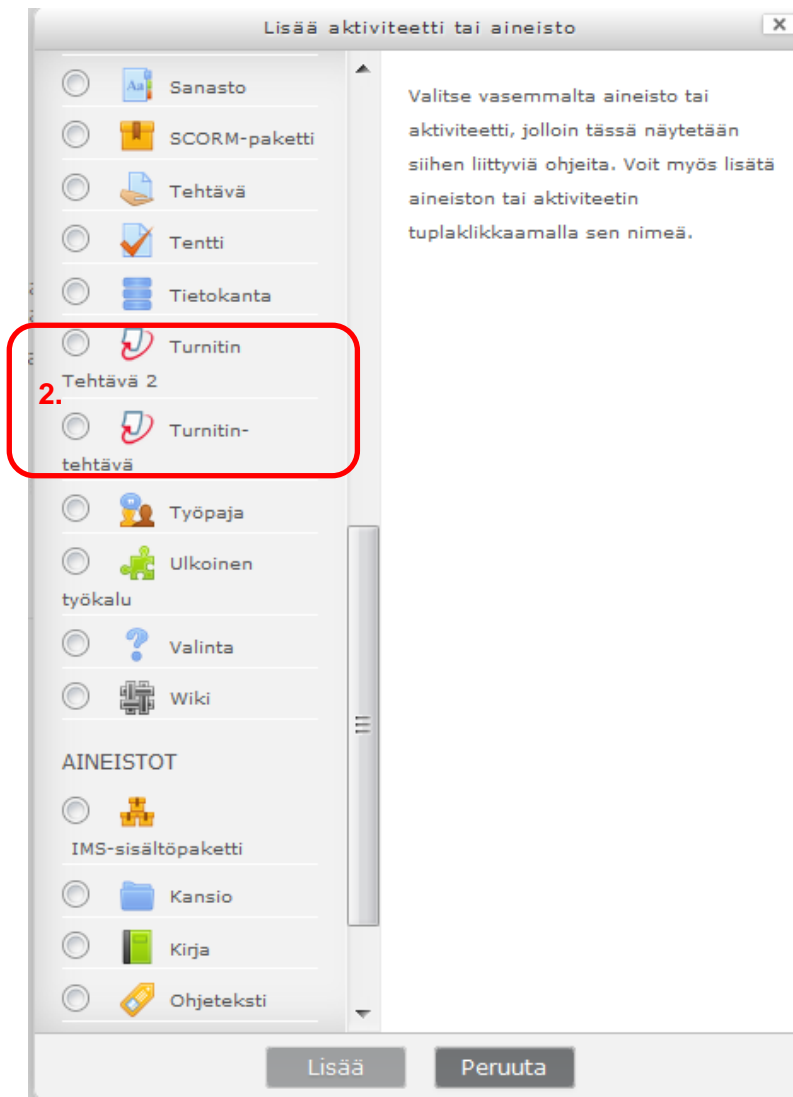 Lisää aktiviteetti tai aineisto
Sanasto
SCORM-paketti
Tehtävä
Tentti
Tietokanta
Turnitin
Tehtävä 2
2.
Turnitin-
tehtävä
Työpaja
Ulkoinen
työkalu
Valinta
Wiki
AINEISTOT
IMS-sisältöpaketti
Kansio
Kirja
Ohjeteksti
Valitse vasemmalta aineisto tai
aktiviteetti, jolloin tässä näytetään
siihen liittyviä ohjeita. Voit myös lisätä
aineiston tai aktiviteetin
tuplaklikkaamalla sen nimeä.
Lisää
Peruuta